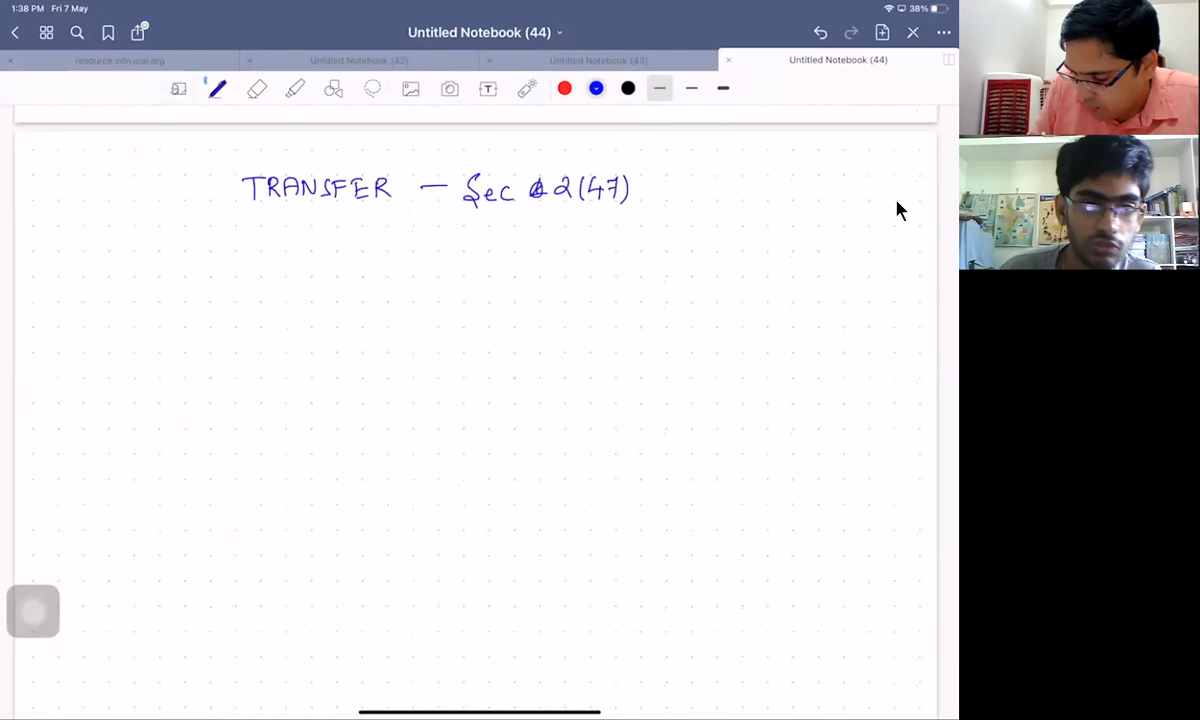 1:38 PM Fri 7 May
38%
Untitled Notebook (44)
resource.cdn.icai.org
Untitled Notebook (42)
Untitled Notebook (43)
Untitled Notebook (44)
T
TRANSFER — Sec 2(47)